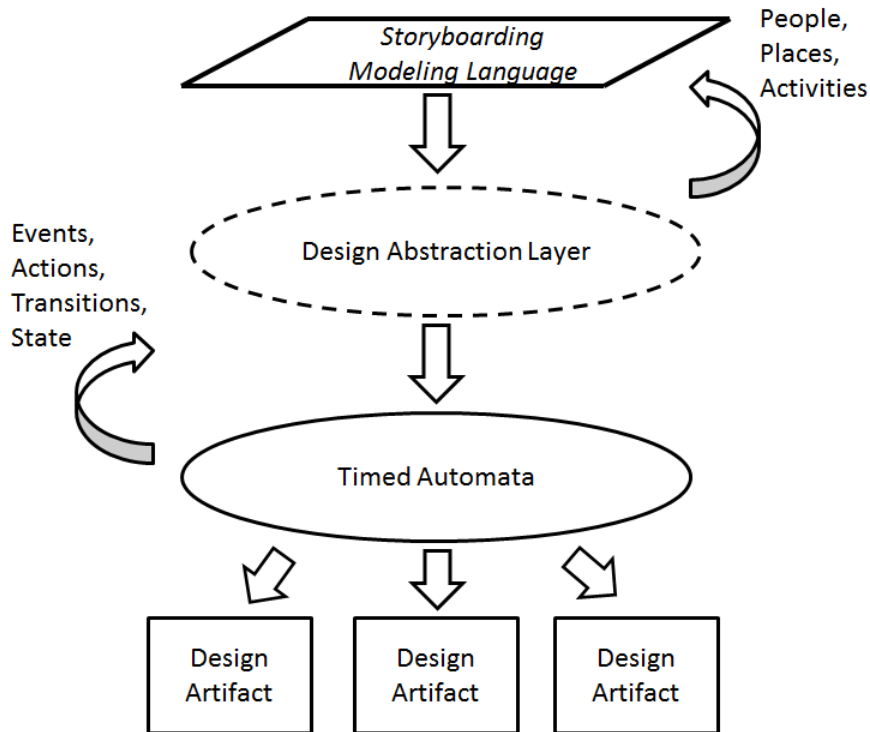 Storyboarding
Modeling Language
People,
Places,
Activities
Design Abstraction Layer
Events,
Actions,
Transitions,
State
Timed Automata
Design
Artifact
Design
Artifact
Design
Artifact